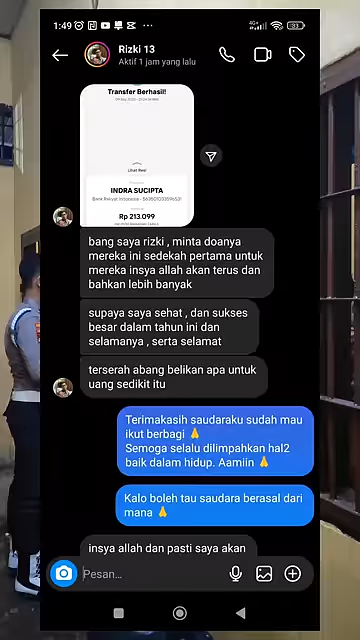 1:49
4G+
33
Rizki 13
Aktif 1 jam yang lalu
Transfer Berhasil!
Lihat Resi
INDRA SUCIPTA
Rp 213.099
bang saya rizki , minta doanya
mereka ini sedekah pertama untuk
mereka insya allah akan terus dan
bahkan lebih banyak
supaya saya sehat , dan sukses
besar dalam tahun ini dan
selamanya , serta selamat
terserah abang belikan apa untuk
uang sedikit itu
Terimakasih saudaraku sudah mau
ikut berbagi 🙏
Semoga selalu dilimpahkan hal2
baik dalam hidup. Aamiin 🙏
Kalo boleh tau saudara berasal dari
mana 🙏
insya allah dan pasti saya akan
Pesan...